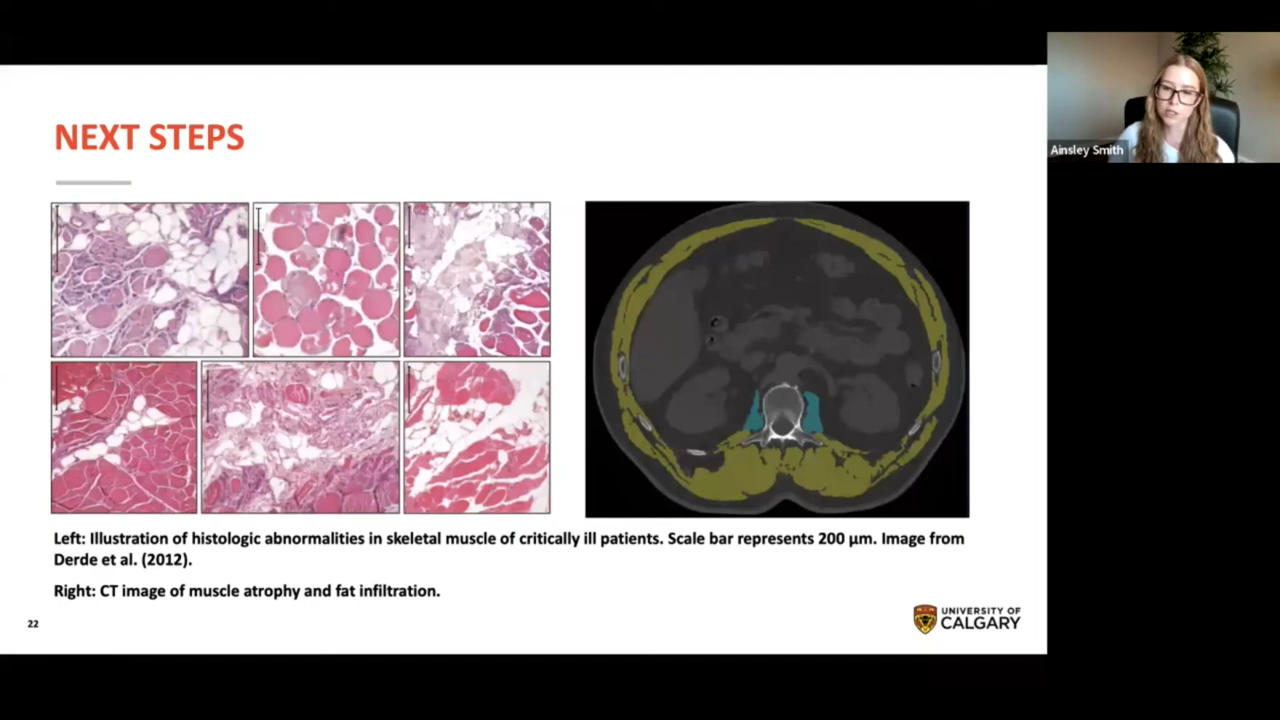 NEXT STEPS
Ainsley Smith
Left: Illustration of histologic abnormalities in skeletal muscle of critically ill patients. Scale bar represents 200 µm. Image from
Derde et al. (2012).
Right: CT image of muscle atrophy and fat infiltration.
22
UNIVERSITY OF
CALGARY